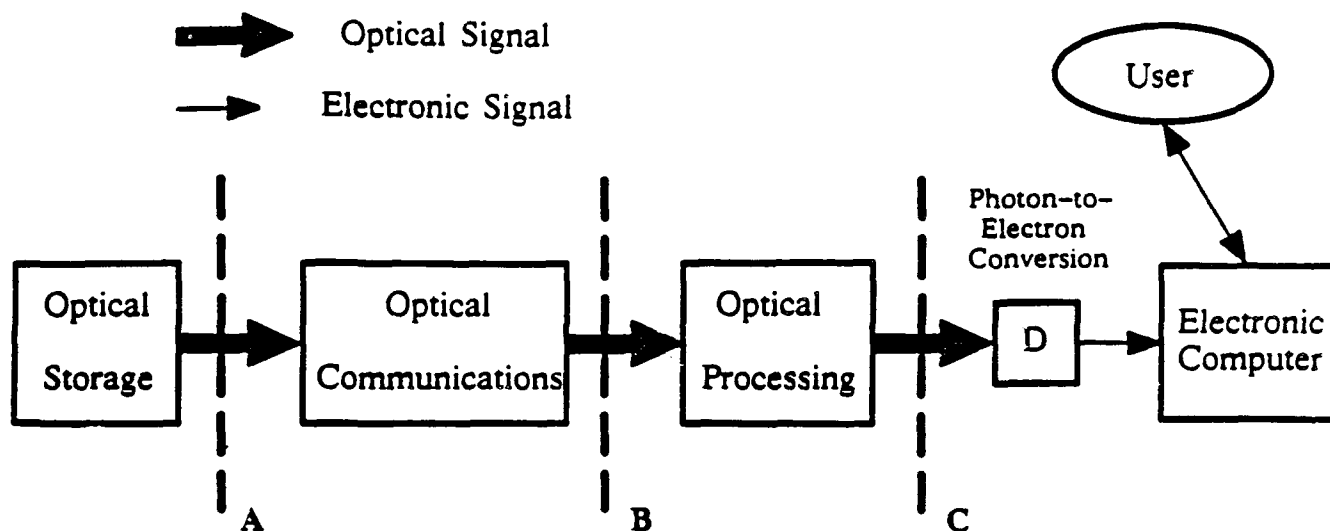 Optical Signal
Electronic Signal
User
Photon-to-
Electron
Conversion
Optical
Storage
Optical
Communications
Optical
Processing
D
Electronic
Computer
A
B
C